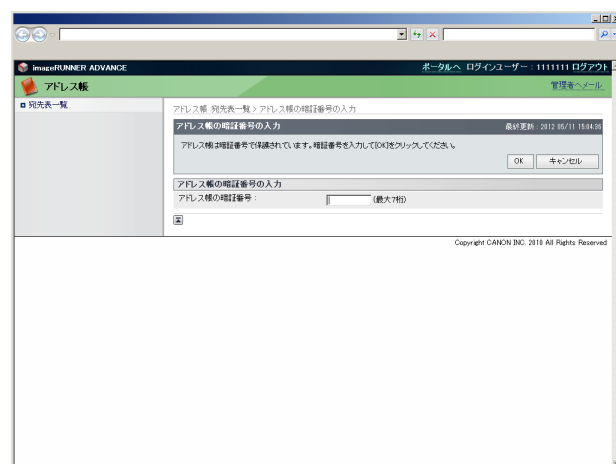 imageRUNNER ADVANCE
ポータルへ ログインユーザー : 1111111 ログアウト
アドレス帳
管理者へメール
宛先表一覧
アドレス帳 宛先表一覧 > アドレス帳の暗証番号の入力
アドレス帳の暗証番号の入力
最終更新 : 2012 05/11 15:04:06
アドレス帳は暗証番号で保護されています。暗証番号を入力して[OK]をクリックしてください。
OK キャンセル
アドレス帳の暗証番号の入力
アドレス帳の暗証番号 : (最大7桁)
Copyright CANON INC. 2010 All Rights Reserved